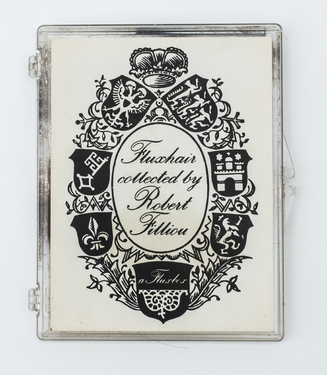 Fluxhair
collected by
Robert
Filliou
a Fluxbox